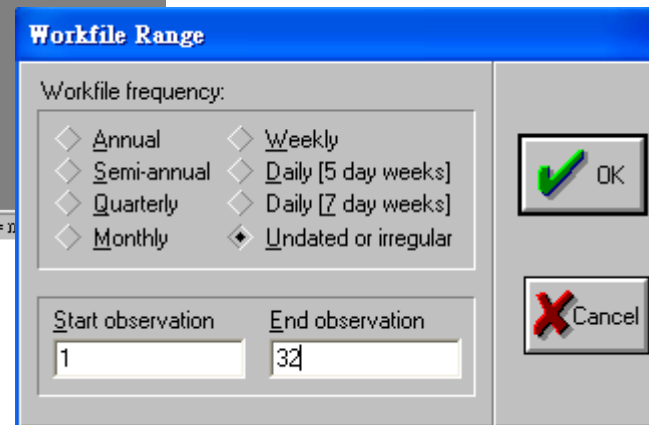 Workfile Range
Workfile frequency:
Annual
Semi-annual
Quarterly
Monthly
Weekly
Daily [5 day weeks]
Daily [7 day weeks]
Undated or irregular
Start observation
1
End observation
32
OK
Cancel